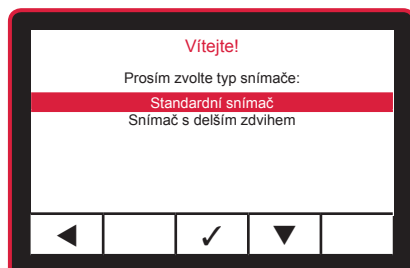 Vítejte!
Prosím zvolte typ snímače:
Standardní snímač
Snímač s delším zdvihem